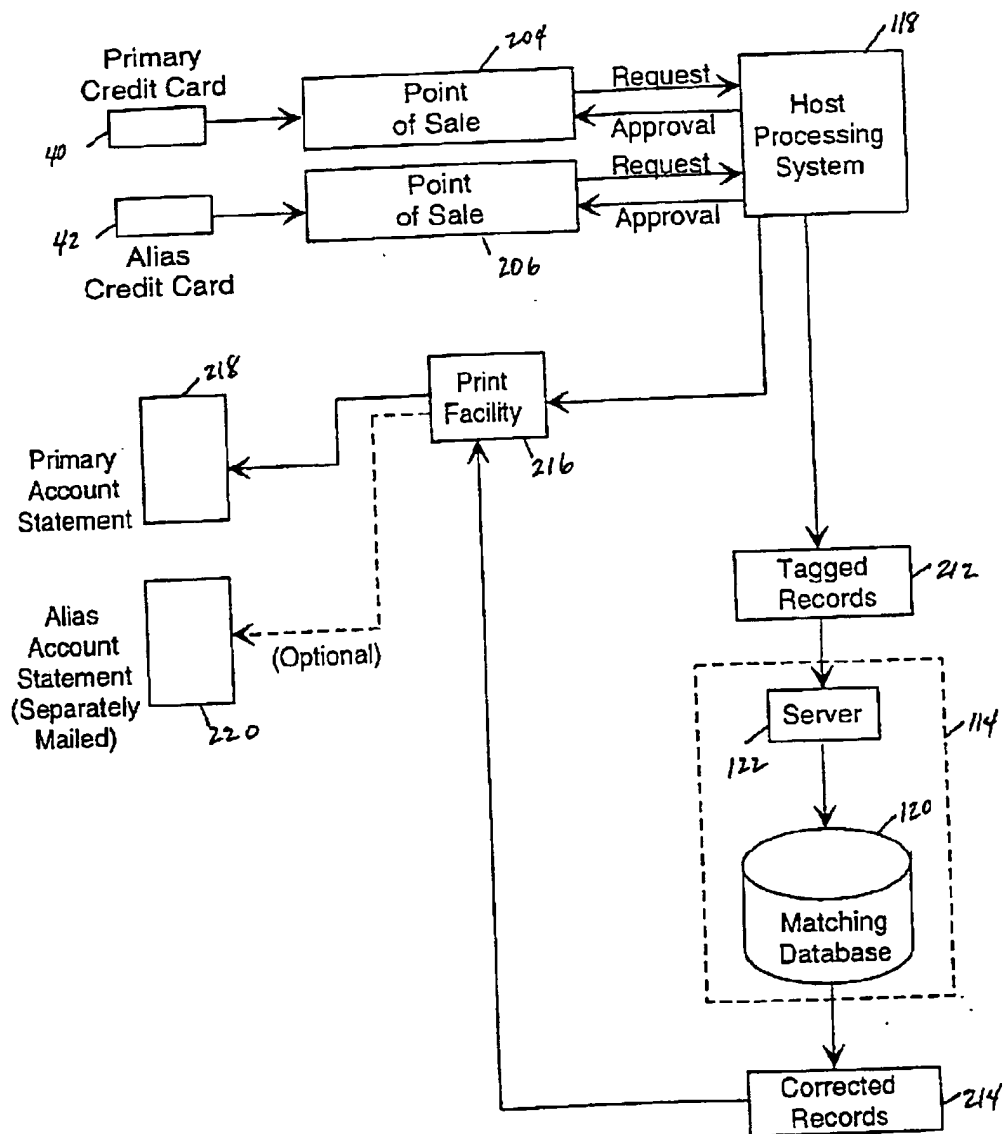 204
118
Primary
Credit Card
Point
of Sale
Request
Approval
Host
Processing
System
40
Point
of Sale
Request
Approval
42
Alias
Credit Card
206
218
Print
Facility
216
Primary
Account
Statement
Tagged
Records
212
Alias
Account
Statement
(Separately
Mailed)
(Optional)
220
Server
122
114
120
Matching
Database
Corrected
Records
214